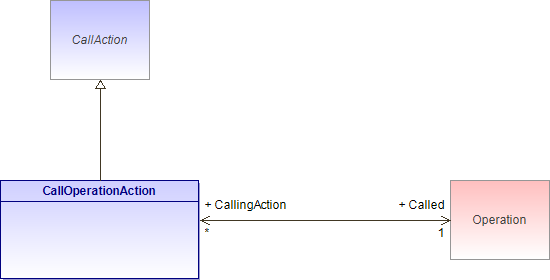 CallAction
CallOperationAction
+ CallingAction
+ Called
Operation
*
1